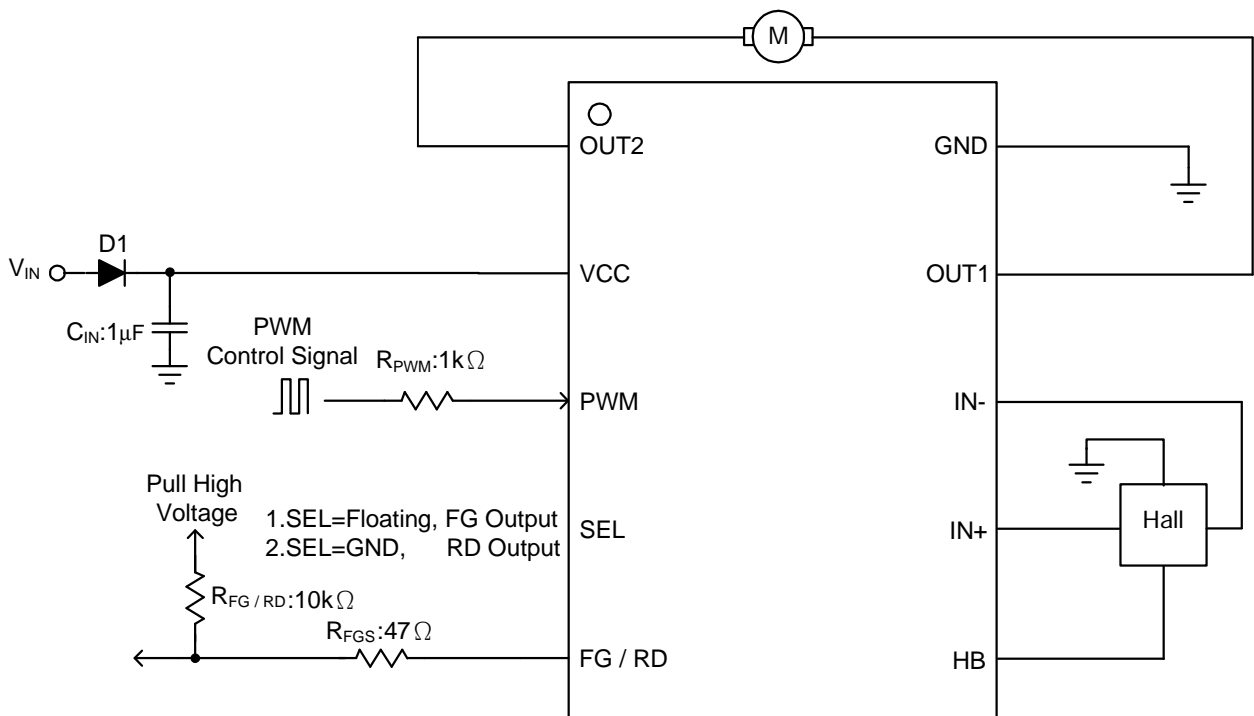 M
OUT2
GND
D1
VIN
VCC
OUT1
CIN:1μF
PWM
Control Signal
RPWM:1kΩ
PWM
IN-
Pull High
Voltage
1.SEL=Floating, FG Output
2.SEL=GND, RD Output
SEL
IN+
Hall
RFG / RD:10kΩ
RFGS:47Ω
FG / RD
HB